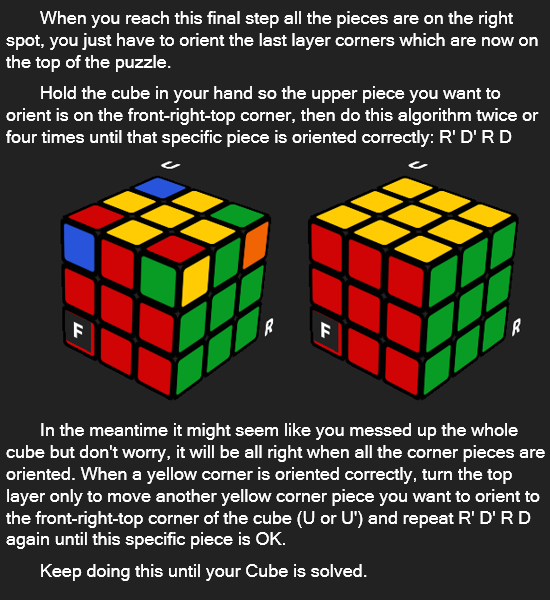 When you reach this final step all the pieces are on the right
spot, you just have to orient the last layer corners which are now on
the top of the puzzle.
Hold the cube in your hand so the upper piece you want to
orient is on the front-right-top corner, then do this algorithm twice or
four times until that specific piece is oriented correctly: R' D' R D
U U
F R F R
In the meantime it might seem like you messed up the whole
cube but don't worry, it will be all right when all the corner pieces are
oriented. When a yellow corner is oriented correctly, turn the top
layer only to move another yellow corner piece you want to orient to
the front-right-top corner of the cube (U or U') and repeat R' D' R D
again until this specific piece is OK.
Keep doing this until your Cube is solved.